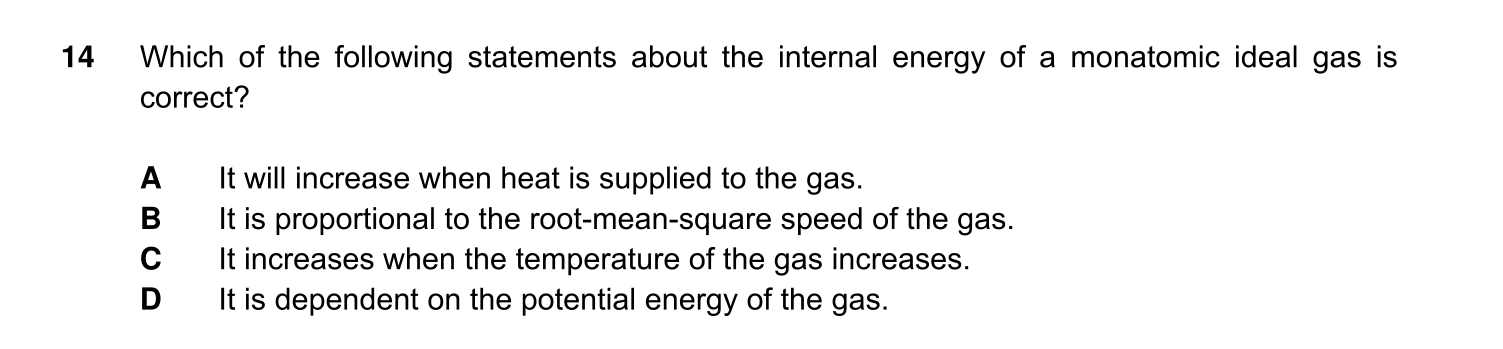 14 Which of the following statements about the internal energy of a monatomic ideal gas is
correct?
A It will increase when heat is supplied to the gas.
B It is proportional to the root-mean-square speed of the gas.
C It increases when the temperature of the gas increases.
D It is dependent on the potential energy of the gas.